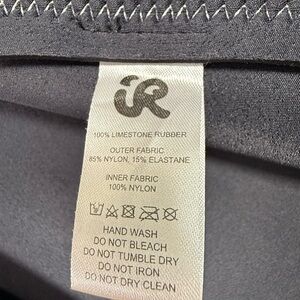 iR
100% LIMESTONE RUBBER
OUTER FABRIC
85% NYLON, 15% ELASTANE
INNER FABRIC
100% NYLON
HAND WASH
DO NOT BLEACH
DO NOT TUMBLE DRY
DO NOT IRON
DO NOT DRY CLEAN